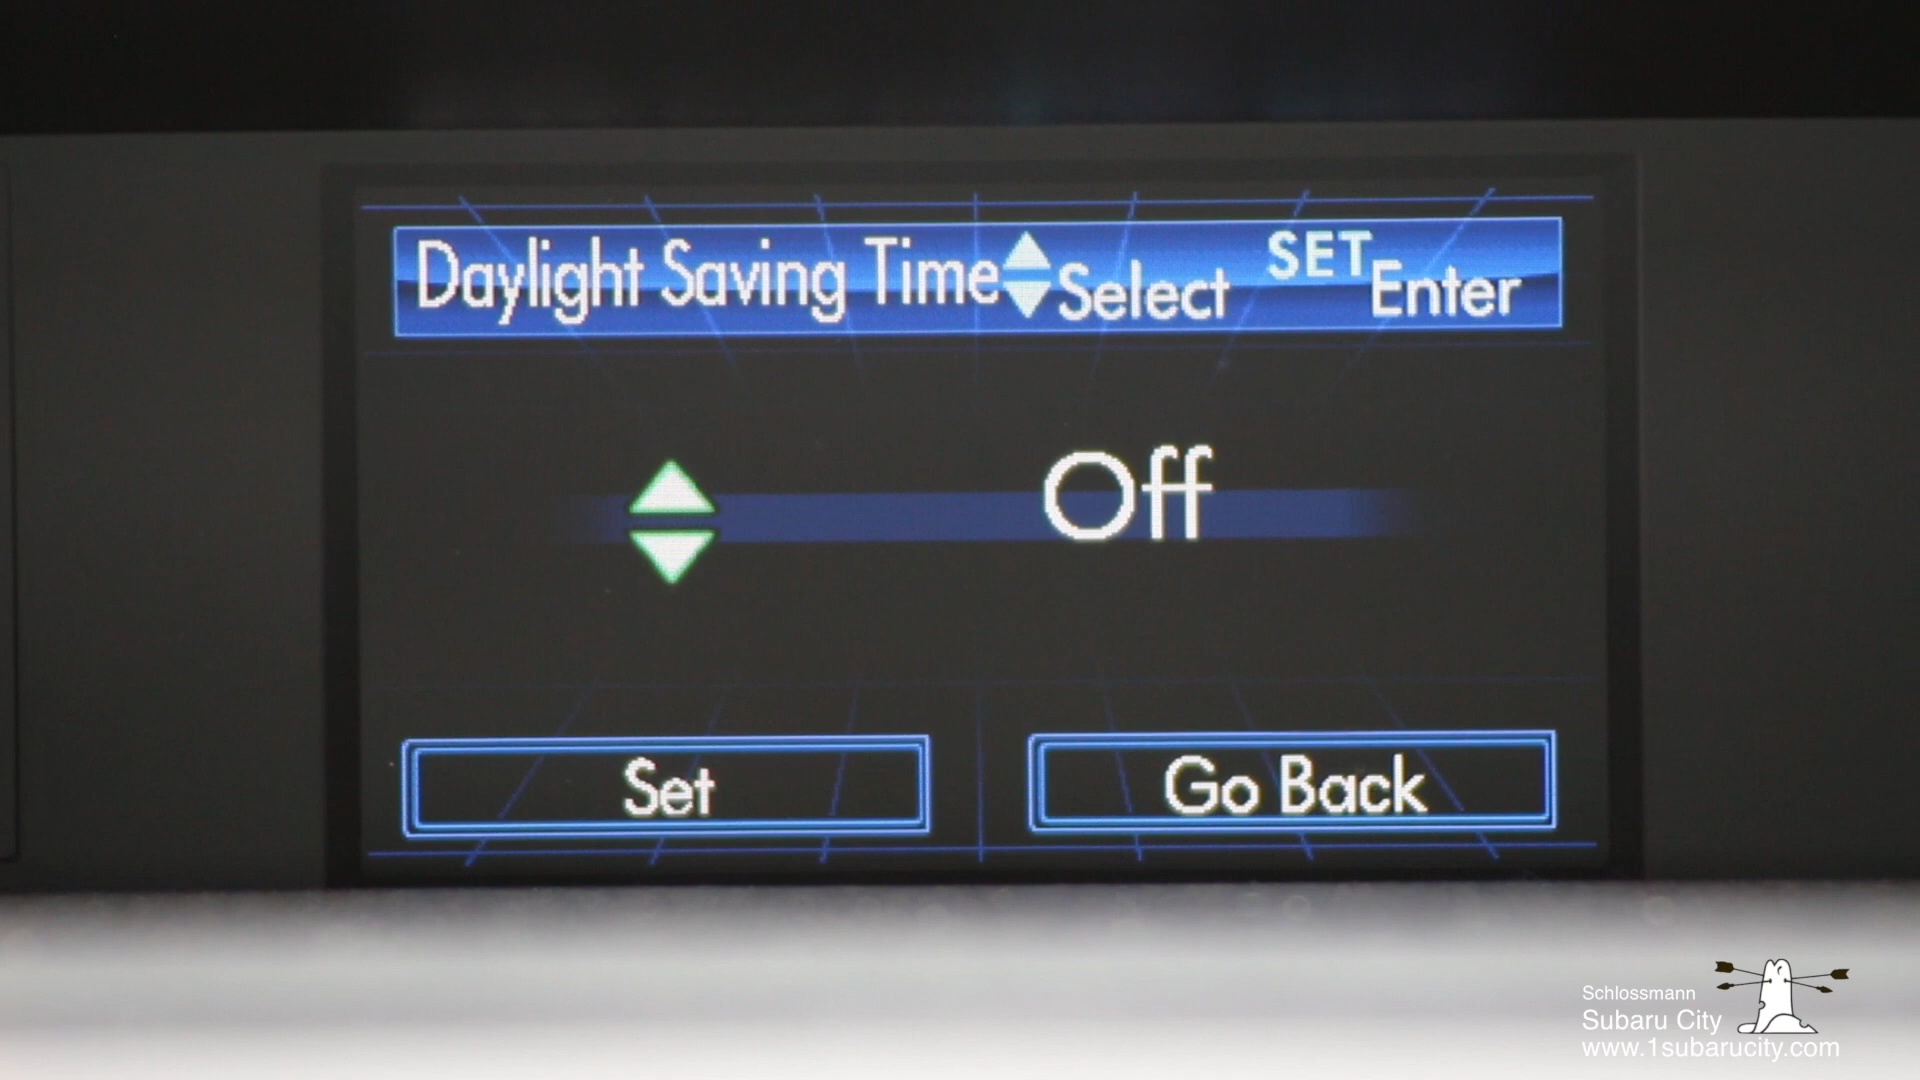 Daylight Saving Time Select SET Enter
Off
Set Go Back
Schlossmann
Subaru City
www.1subarucity.com